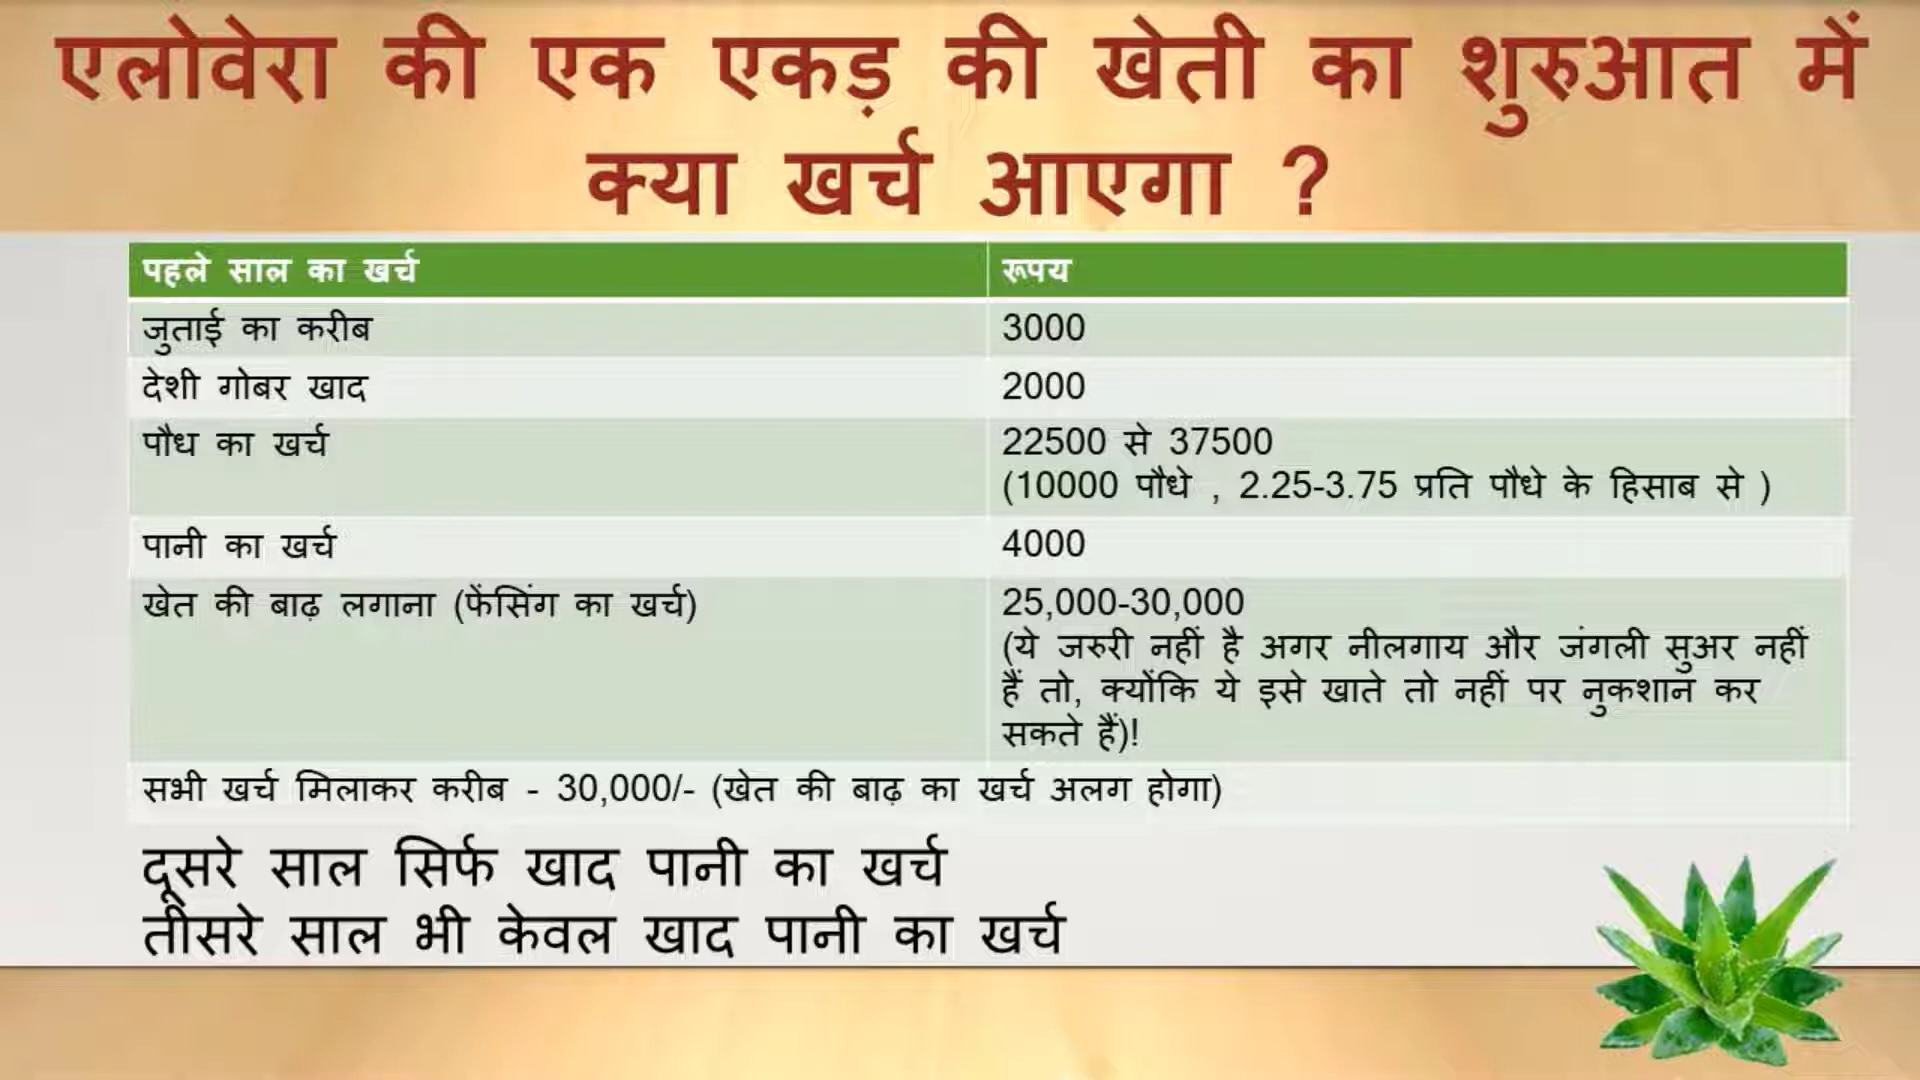 एलोवेरा की एक एकड़ की खेती का शुरुआत में
क्या खर्च आएगा ?
पहले साल का खर्च रूपय
जुताई का करीब 3000
देशी गोबर खाद 2000
पौध का खर्च 22500 से 37500
(10000 पौधे , 2.25-3.75 प्रति पौधे के हिसाब से )
पानी का खर्च 4000
खेत की बाढ़ लगाना (फेंसिंग का खर्च) 25,000-30,000
(ये जरुरी नहीं है अगर नीलगाय और जंगली सुअर नहीं
हैं तो, क्योंकि ये इसे खाते तो नहीं पर नुकशान कर
सकते हैं)!
सभी खर्च मिलाकर करीब - 30,000/- (खेत की बाढ़ का खर्च अलग होगा)
दूसरे साल सिर्फ खाद पानी का खर्च
तीसरे साल भी केवल खाद पानी का खर्च